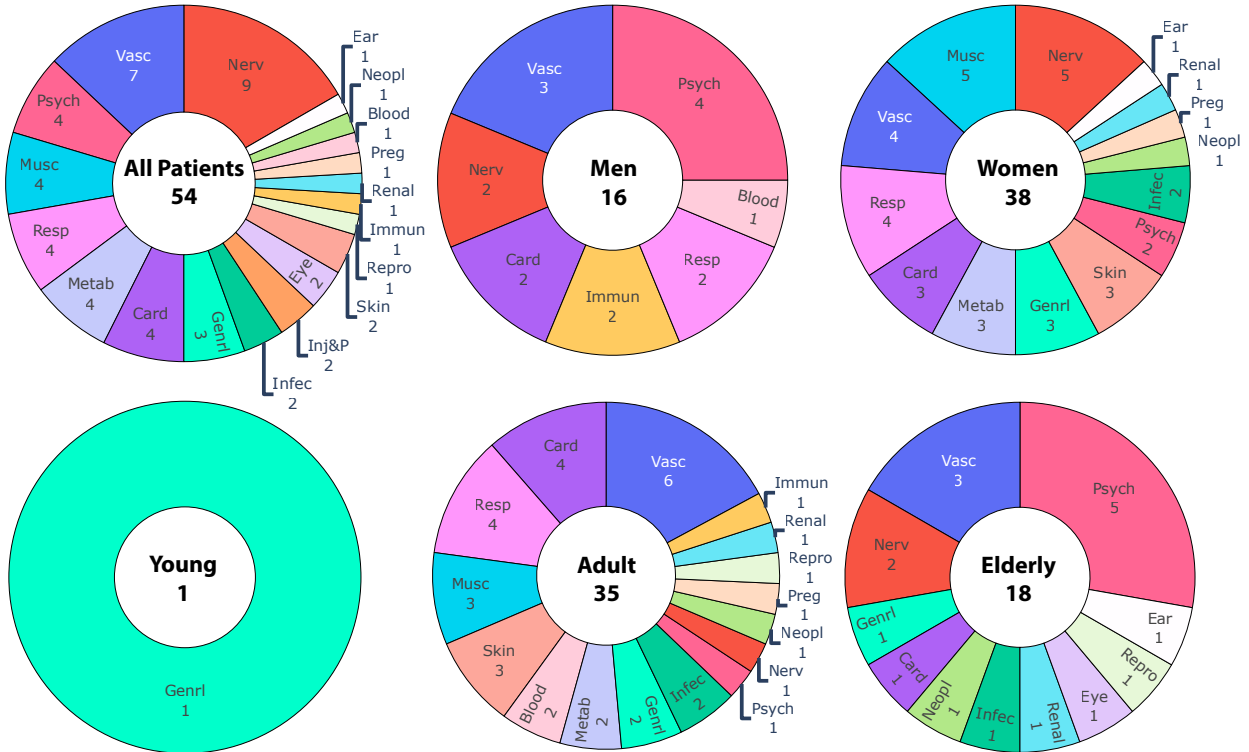 All Patients
54
Nerv
9
Ear
1
Neopl
1
Blood
1
Preg
1
Renal
1
Immun
1
Repro
1
Skin
2
Eye
2
Inj&P
2
Infec
2
Genrl
3
Card
4
Metab
4
Resp
4
Musc
4
Psych
4
Vasc
7
Men
16
Psych
4
Blood
1
Resp
2
Immun
2
Card
2
Nerv
2
Vasc
3
Women
38
Nerv
5
Ear
1
Renal
1
Preg
1
Neopl
1
Infec
2
Psych
2
Skin
3
Genrl
3
Metab
3
Card
3
Resp
4
Vasc
4
Musc
5
Young
1
Genrl
1
Adult
35
Vasc
6
Immun
1
Renal
1
Repro
1
Preg
1
Neopl
1
Nerv
1
Psych
1
Infec
2
Genrl
2
Metab
2
Blood
2
Skin
3
Musc
3
Resp
4
Card
4
Elderly
18
Psych
5
Ear
1
Repro
1
Eye
1
Renal
1
Infec
1
Neopl
1
Card
1
Genrl
1
Nerv
2
Vasc
3